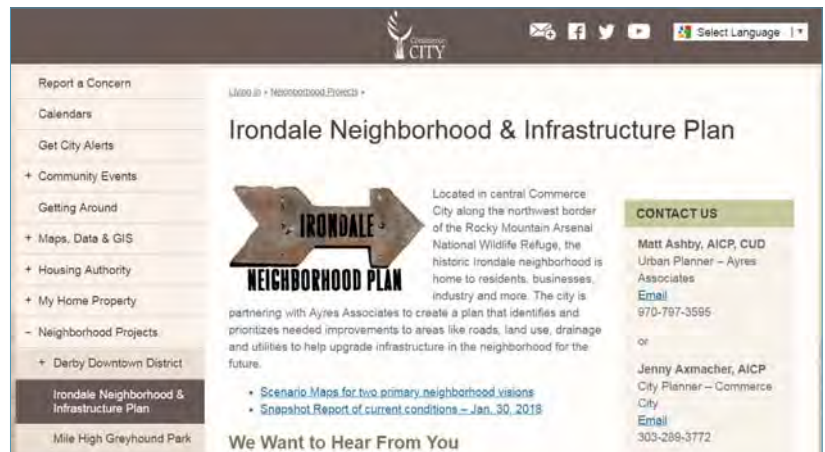 Commerce
CITY
Select Language
Report a Concern
Calendars
Get City Alerts
+ Community Events
Getting Around
+ Maps, Data & GIS
+ Housing Authority
+ My Home Property
- Neighborhood Projects
+ Derby Downtown District
Irondale Neighborhood &
Infrastructure Plan
Mile High Greyhound Park
Living In » Neighborhood Projects »
Irondale Neighborhood & Infrastructure Plan
IRONDALE
NEIGHBORHOOD PLAN
Located in central Commerce
City along the northwest border
of the Rocky Mountain Arsenal
National Wildlife Refuge, the
historic Irondale neighborhood is
home to residents, businesses,
industry and more. The city is
partnering with Ayres Associates to create a plan that identifies and
prioritizes needed improvements to areas like roads, land use, drainage
and utilities to help upgrade infrastructure in the neighborhood for the
future.
• Scenario Maps for two primary neighborhood visions
• Snapshot Report of current conditions – Jan. 30, 2018
We Want to Hear From You
CONTACT US
Matt Ashby, AICP, CUD
Urban Planner – Ayres
Associates
Email
970-797-3595
or
Jenny Axmacher, AICP
City Planner – Commerce
City
Email
303-289-3772